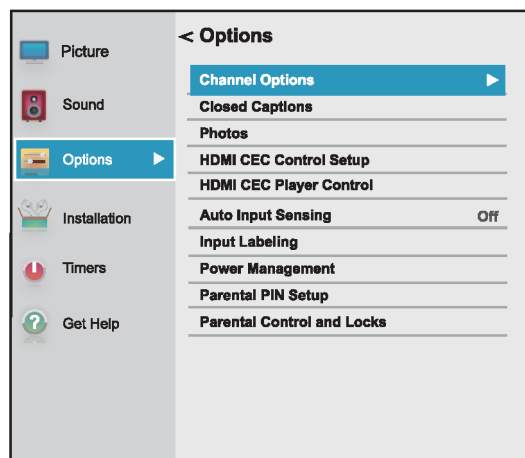 Picture
Sound
Options
Installation
Timers
Get Help
< Options
Channel Options
Closed Captions
Photos
HDMI CEC Control Setup
HDMI CEC Player Control
Auto Input Sensing Off
Input Labeling
Power Management
Parental PIN Setup
Parental Control and Locks